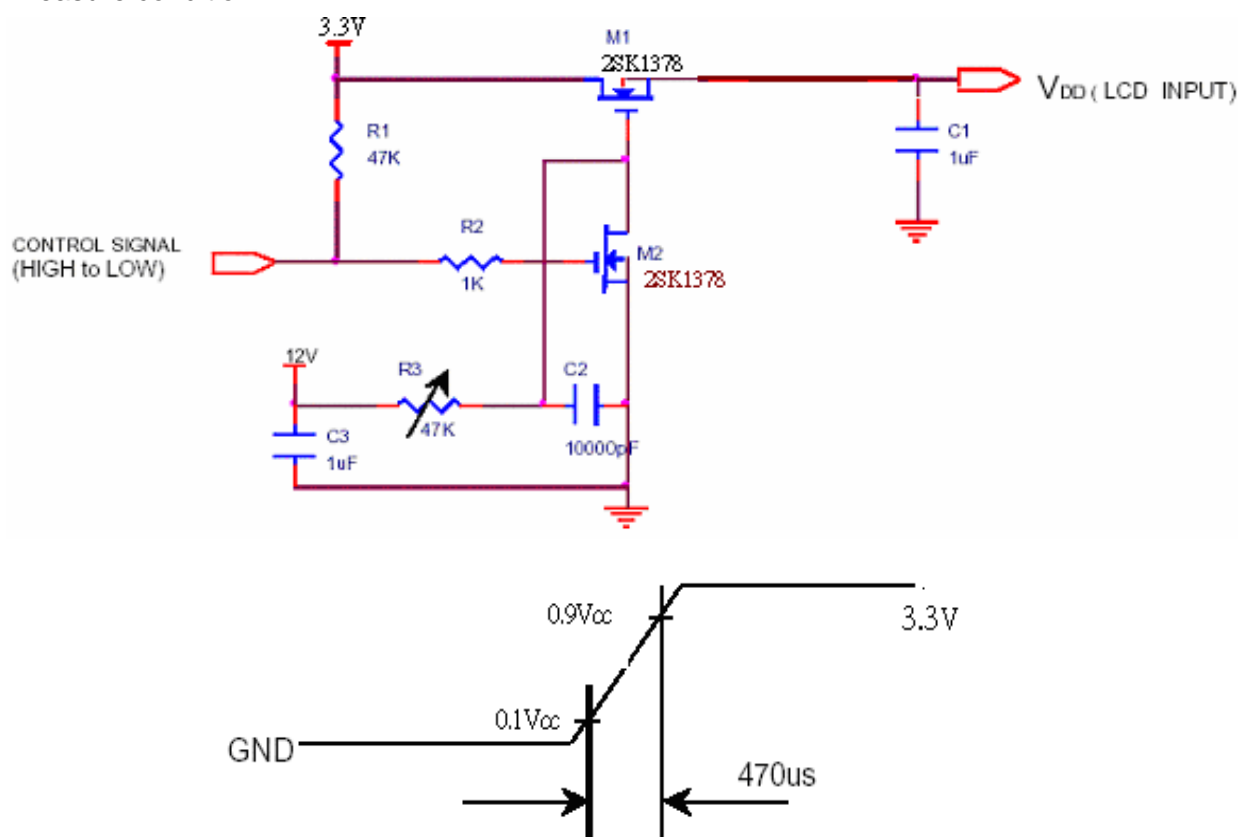 3.3V
M1
2SK1378
VDD ( LCD INPUT)
R1
47K
C1
1uF
CONTROL SIGNAL
(HIGH to LOW)
R2
1K
M2
2SK1378
12V
R3
47K
C2
10000pF
C3
1uF
0.9Vcc
3.3V
0.1Vcc
GND
470us